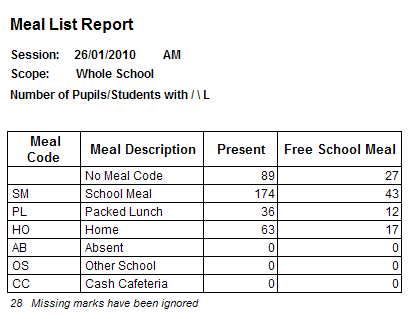 Meal List Report
Session: 26/01/2010 AM
Scope: Whole School
Number of Pupils/Students with / \ L
Meal Code Meal Description Present Free School Meal
No Meal Code 89 27
SM School Meal 174 43
PL Packed Lunch 36 12
HO Home 63 17
AB Absent 0 0
OS Other School 0 0
CC Cash Cafeteria 0 0
28 Missing marks have been ignored